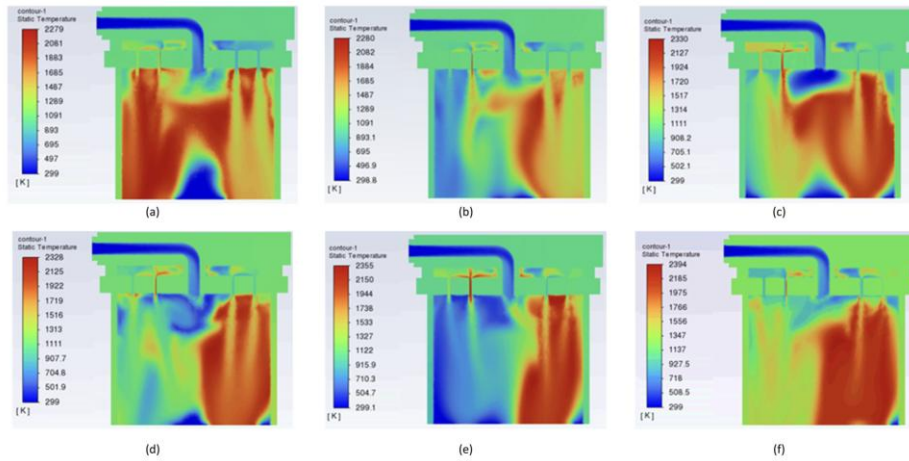 contour-1
Static Temperature
2279
2081
1883
1685
1487
1289
1091
893
695
497
299
[ K ]
(a)
contour-1
Static Temperature
2280
2082
1884
1685
1487
1289
1091
893.1
695
496.9
298.8
[ K ]
(b)
contour-1
Static Temperature
2330
2127
1924
1720
1517
1314
1111
908.2
705.1
502.1
299
[ K ]
(c)
contour-1
Static Temperature
2328
2125
1922
1719
1516
1313
1111
907.7
704.8
501.9
299
[ K ]
(d)
contour-1
Static Temperature
2355
2150
1944
1738
1533
1327
1122
915.9
710.3
504.7
299.1
[ K ]
(e)
contour-1
Static Temperature
2394
2185
1975
1766
1556
1347
1137
927.5
718
508.5
299
[ K ]
(f)